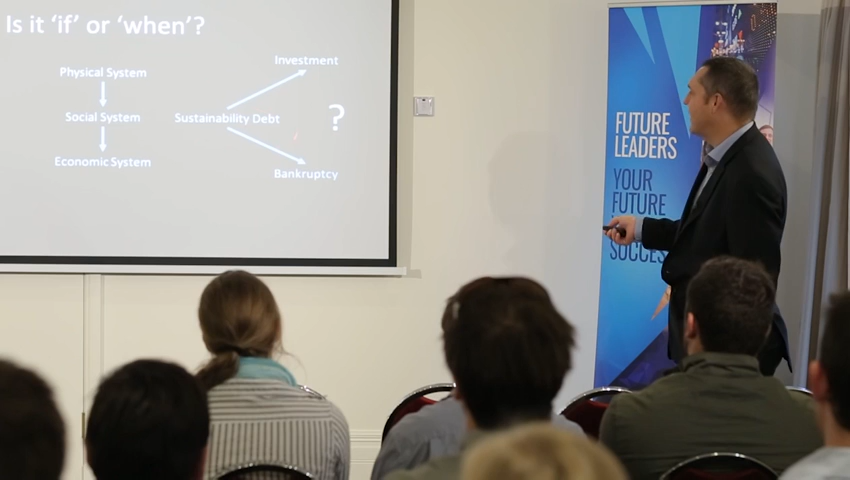 Is it 'if' or 'when'?
Physical System
Social System
Economic System
Sustainability Debt
Investment
?
Bankruptcy
FUTURE
LEADERS
YOUR
FUTURE
SUCCESS